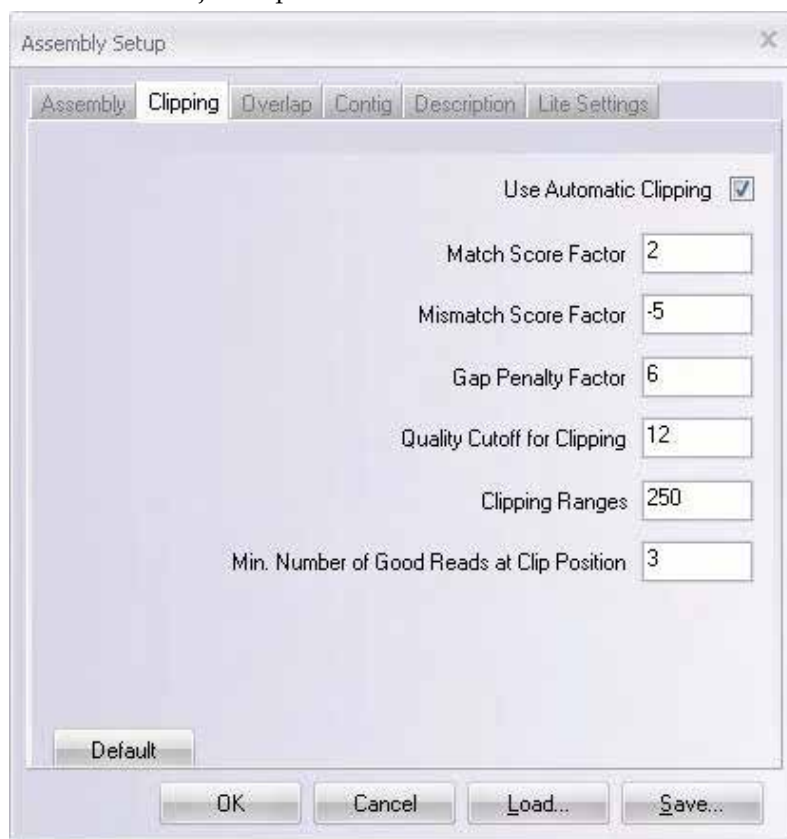 Assembly Setup
Assembly Clipping Overlap Contig Description Lite Settings
Use Automatic Clipping
Match Score Factor 2
Mismatch Score Factor -5
Gap Penalty Factor 6
Quality Cutoff for Clipping 12
Clipping Ranges 250
Min. Number of Good Reads at Clip Position 3
Default
OK Cancel Load... Save...